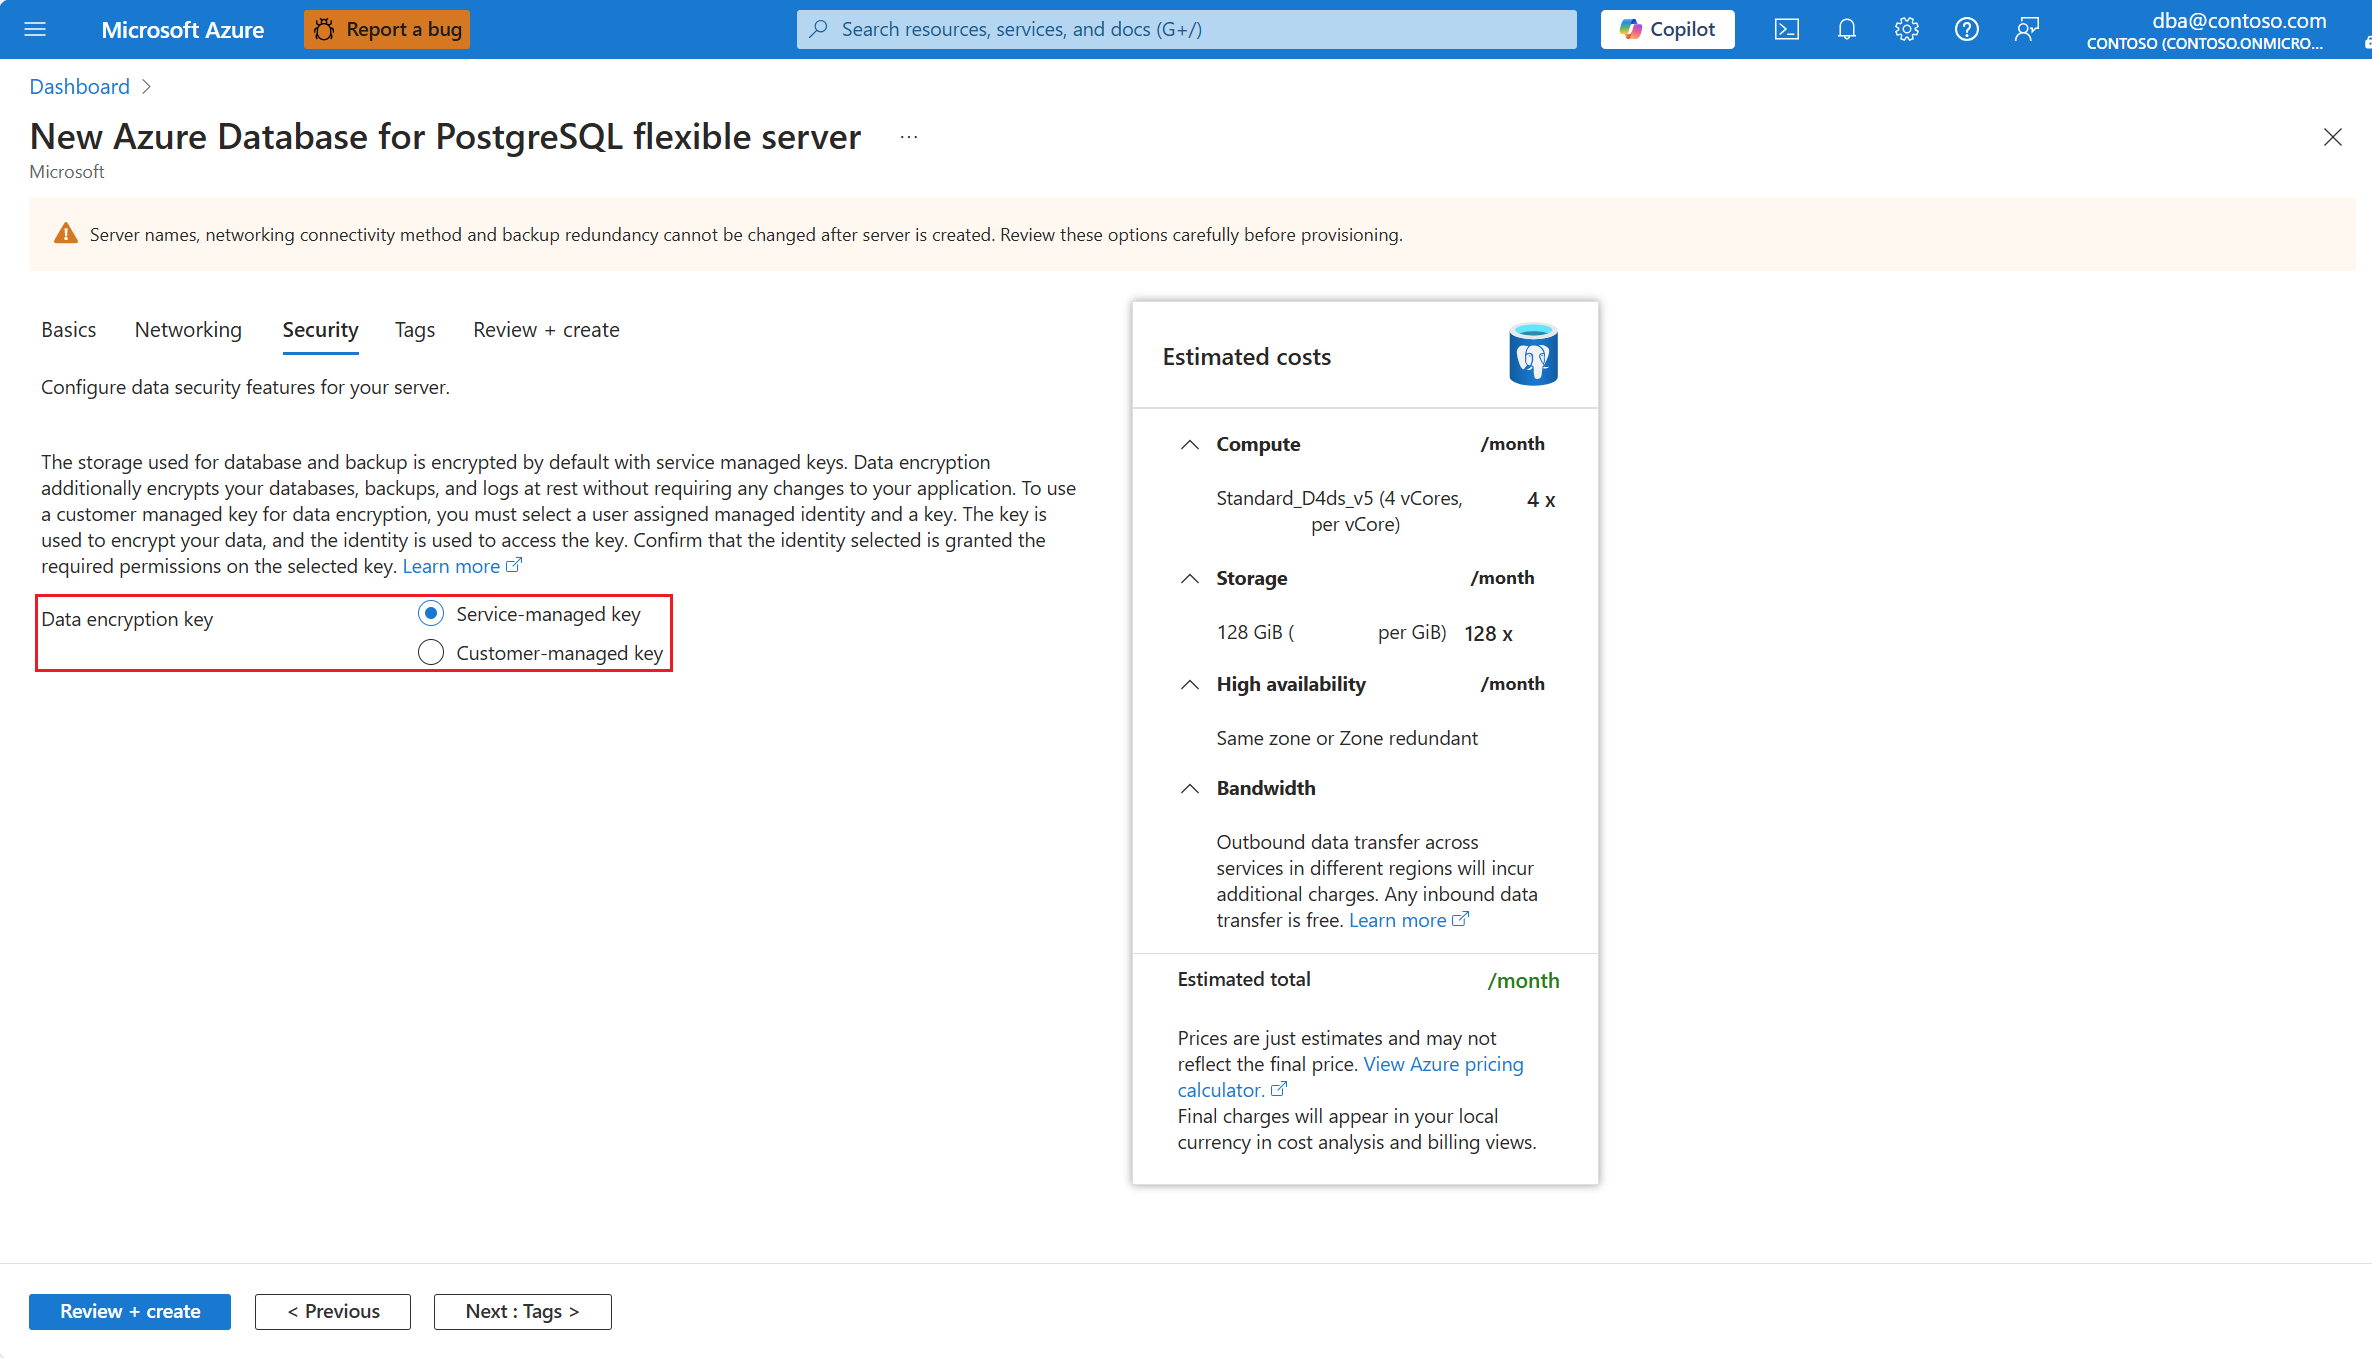 Microsoft Azure
Report a bug
Search resources, services, and docs (G+/)
Copilot
dba@contoso.com
CONTOSO (CONTOSO.ONMICRO...
Dashboard
New Azure Database for PostgreSQL flexible server ...
Microsoft
Server names, networking connectivity method and backup redundancy cannot be changed after server is created. Review these options carefully before provisioning.
Basics Networking Security Tags Review + create
Configure data security features for your server.
The storage used for database and backup is encrypted by default with service managed keys. Data encryption
additionally encrypts your databases, backups, and logs at rest without requiring any changes to your application. To use
a customer managed key for data encryption, you must select a user assigned managed identity and a key. The key is
used to encrypt your data, and the identity is used to access the key. Confirm that the identity selected is granted the
required permissions on the selected key. Learn more
Data encryption key
Service-managed key
Customer-managed key
Estimated costs
Compute /month
Standard_D4ds_v5 (4 vCores, 4 x
per vCore)
Storage /month
128 GiB ( per GiB) 128 x
High availability /month
Same zone or Zone redundant
Bandwidth
Outbound data transfer across
services in different regions will incur
additional charges. Any inbound data
transfer is free. Learn more
Estimated total /month
Prices are just estimates and may not
reflect the final price. View Azure pricing
calculator.
Final charges will appear in your local
currency in cost analysis and billing views.
Review + create
< Previous
Next : Tags >